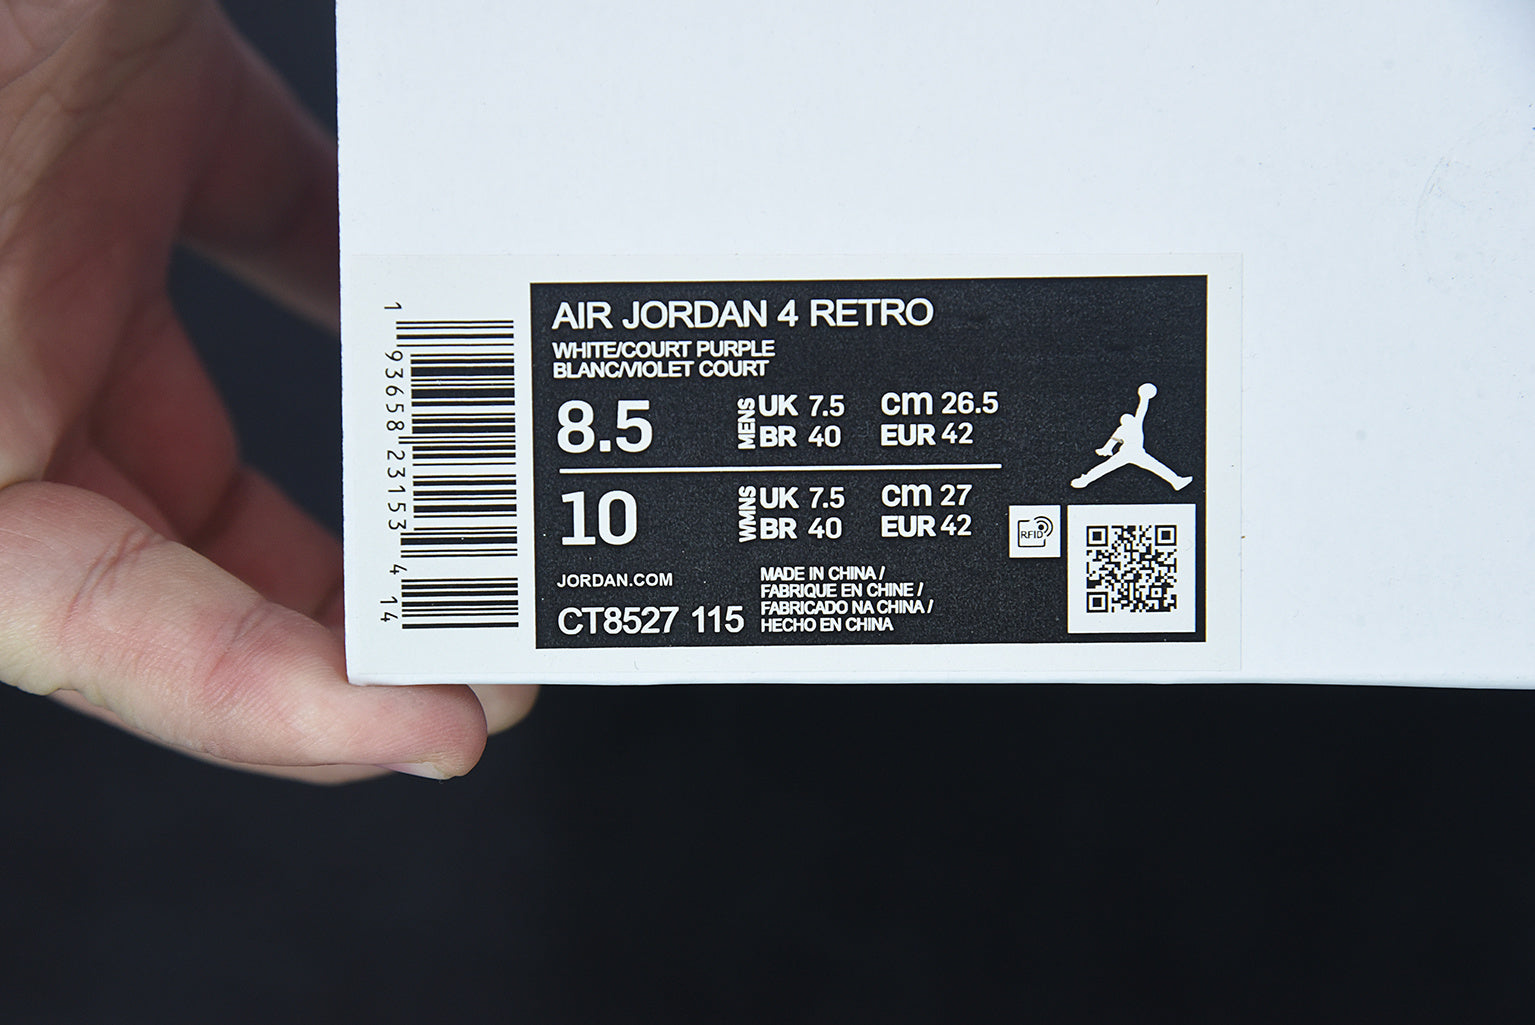 AIR JORDAN 4 RETRO
WHITE/COURT PURPLE
BLANC/VIOLET COURT
8.5 MENS UK 7.5 cm 26.5
BR 40 EUR 42
10 WMNS UK 7.5 cm 27
BR 40 EUR 42
RFID
JORDAN.COM
CT8527 115
MADE IN CHINA /
FABRIQUE EN CHINE /
FABRICADO NA CHINA /
HECHO EN CHINA
1 93658 23153 4 14